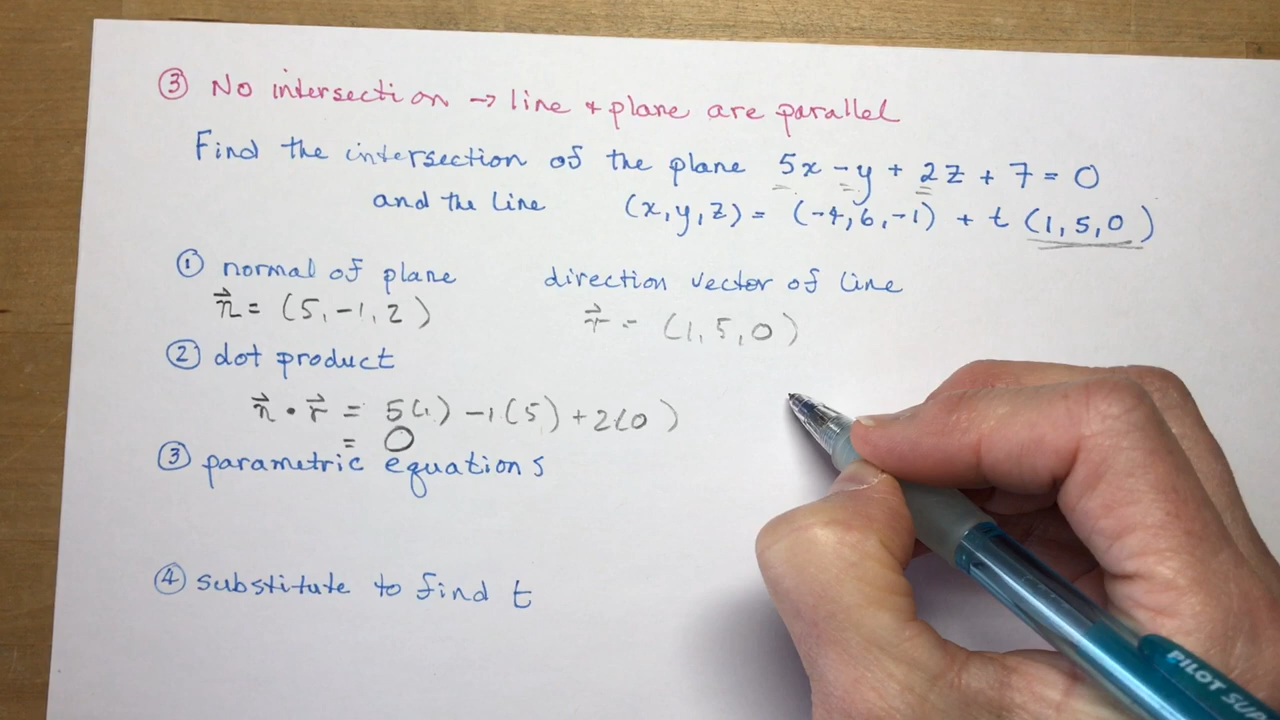 ③ No intersection → line + plane are parallel
Find the intersection of the plane 5x - y + 2z + 7 = 0
and the line (x,y,z) = (-4,6,-1) + t (1,5,0)
① normal of plane direction vector of line
n⃗ = (5,-1,2) r⃗ = (1,5,0)
② dot product
n⃗ • r⃗ = 5(1) -1(5) + 2(0)
= 0
③ parametric equations
④ substitute to find t
PILOT SUP